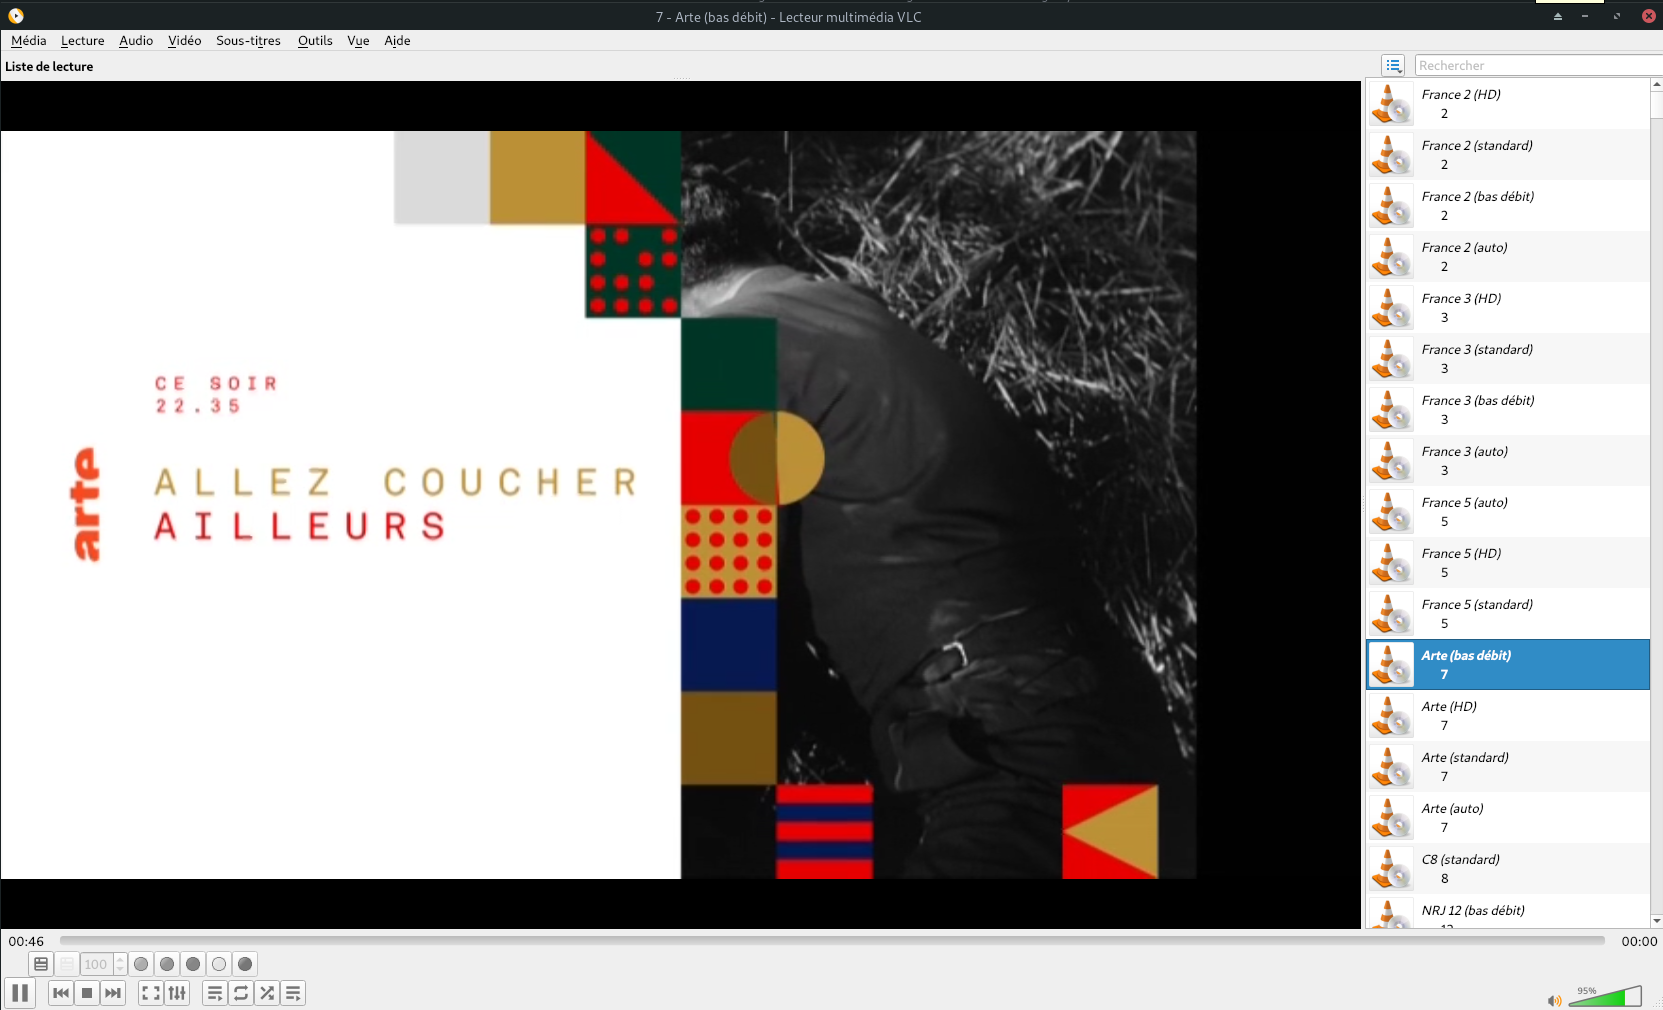 7 - Arte (bas débit) - Lecteur multimédia VLC
Média Lecture Audio Vidéo Sous-titres Outils Vue Aide
Liste de lecture
Rechercher
France 2 (HD)
2
France 2 (standard)
2
France 2 (bas débit)
2
France 2 (auto)
2
France 3 (HD)
3
France 3 (standard)
3
France 3 (bas débit)
3
France 3 (auto)
3
France 5 (auto)
5
France 5 (HD)
5
France 5 (standard)
5
Arte (bas débit)
7
Arte (HD)
7
Arte (standard)
7
Arte (auto)
7
C8 (standard)
8
NRJ 12 (bas débit)
12
CE SOIR
22.35
arte
ALLEZ COUCHER
AILLEURS
00:46
00:00
100
95%